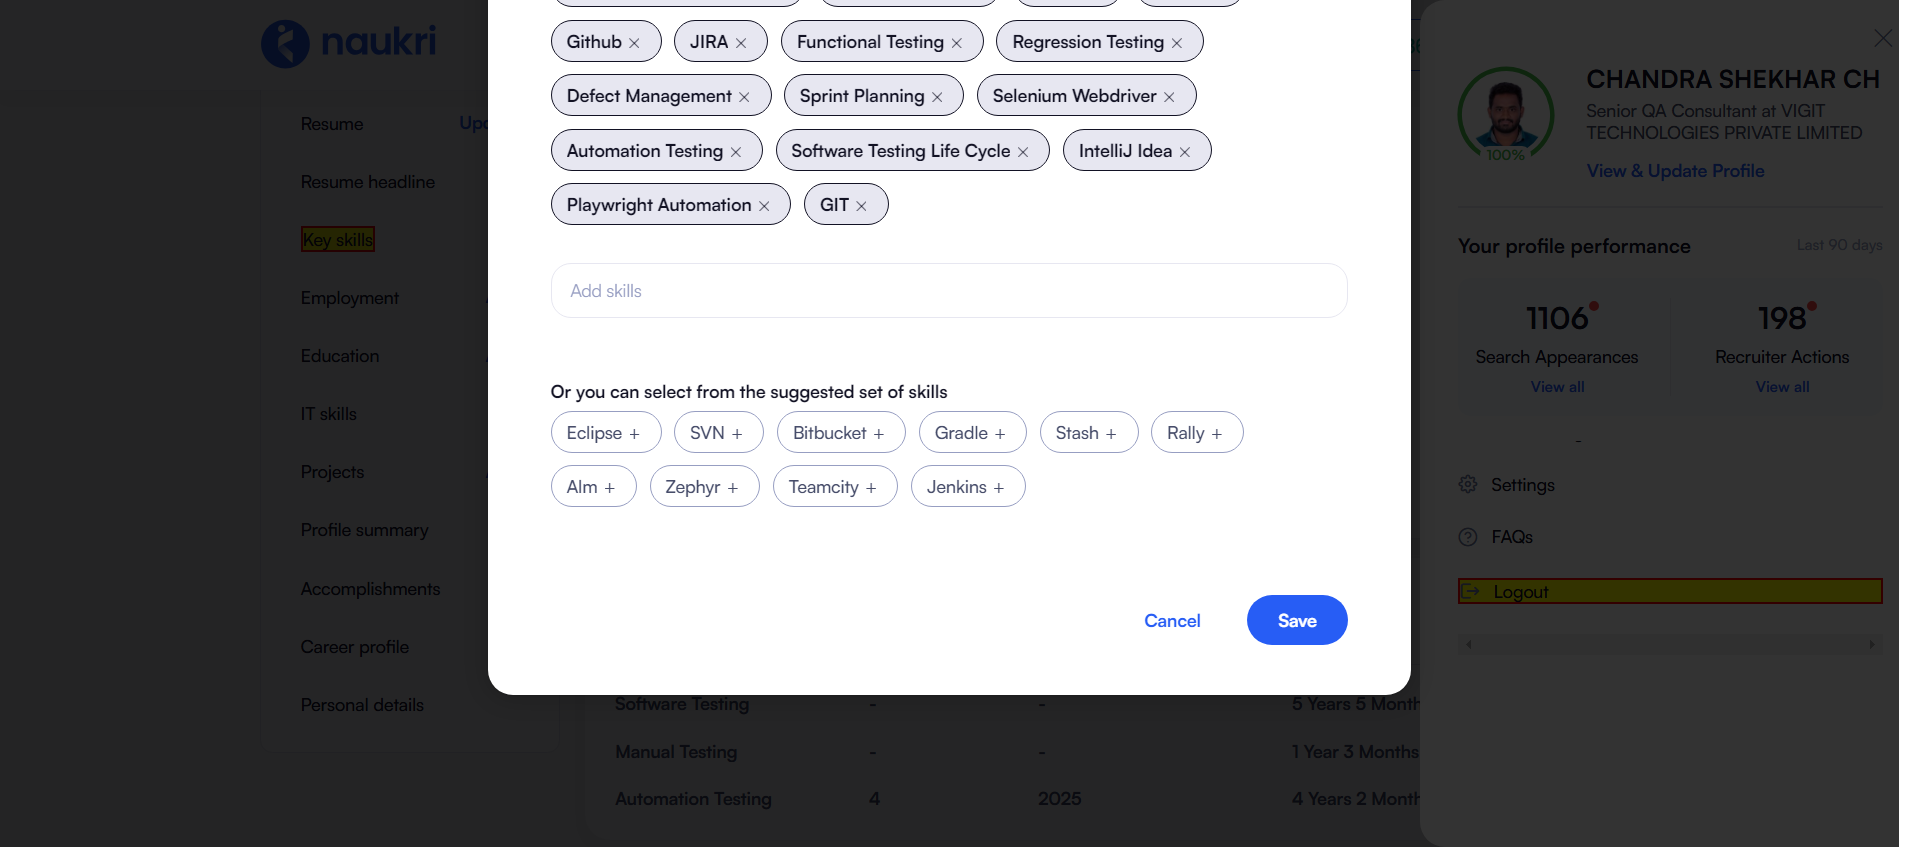 naukri
Resume
Resume headline
Key skills
Employment
Education
IT skills
Projects
Profile summary
Accomplishments
Career profile
Personal details
Github
JIRA
Functional Testing
Regression Testing
Defect Management
Sprint Planning
Selenium Webdriver
Automation Testing
Software Testing Life Cycle
IntelliJ Idea
Playwright Automation
GIT
Add skills
Or you can select from the suggested set of skills
Eclipse +
SVN +
Bitbucket +
Gradle +
Stash +
Rally +
Alm +
Zephyr +
Teamcity +
Jenkins +
Cancel
Save
Software Testing - - 5 Years 5 Month
Manual Testing - - 1 Year 3 Months
Automation Testing 4 2025 4 Years 2 Month
CHANDRA SHEKHAR CH
Senior QA Consultant at VIGIT
TECHNOLOGIES PRIVATE LIMITED
100%
View & Update Profile
Your profile performance
Last 90 days
1106
Search Appearances
View all
198
Recruiter Actions
View all
-
Settings
FAQs
Logout